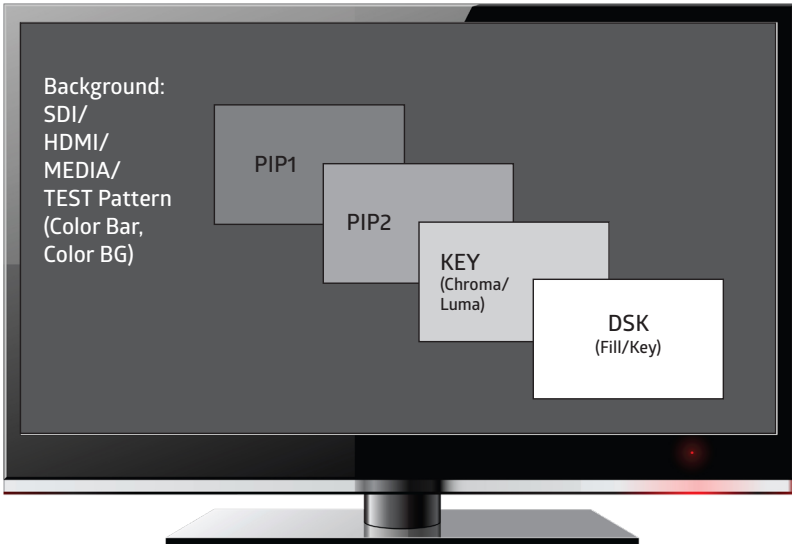 Background:
SDI/
HDMI/
MEDIA/
TEST Pattern
(Color Bar,
Color BG)
PIP1
PIP2
KEY
(Chroma/
Luma)
DSK
(Fill/Key)